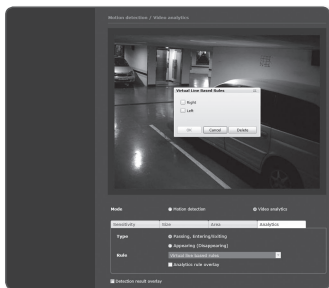 Motion detection / Video analytics
Virtual Line Based Rules
Right
Left
OK Cancel Delete
Mode Motion detection Video analytics
Sensitivity Size Area Analytics
Type Passing, Entering/Exiting
Appearing (Disappearing)
Rule Virtual line based rules
Analytics rule overlay
Detection result overlay